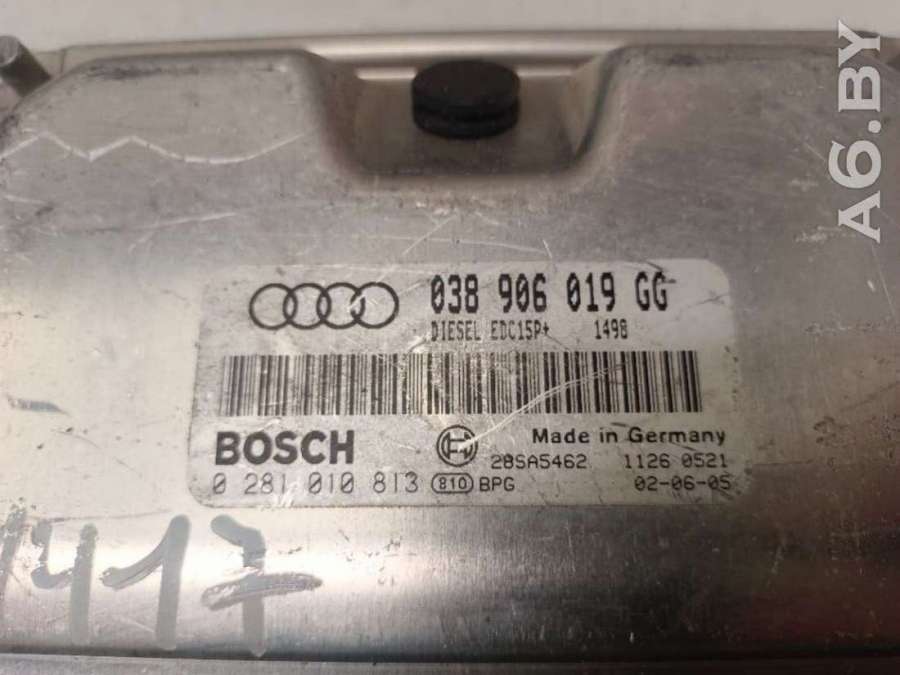 A6.BY
038 906 019 GG
DIESEL EDC15P+ 1498
BOSCH
Made in Germany
28SA5462 1126 0521
0 281 010 813 810 BPG 02-06-05
1417